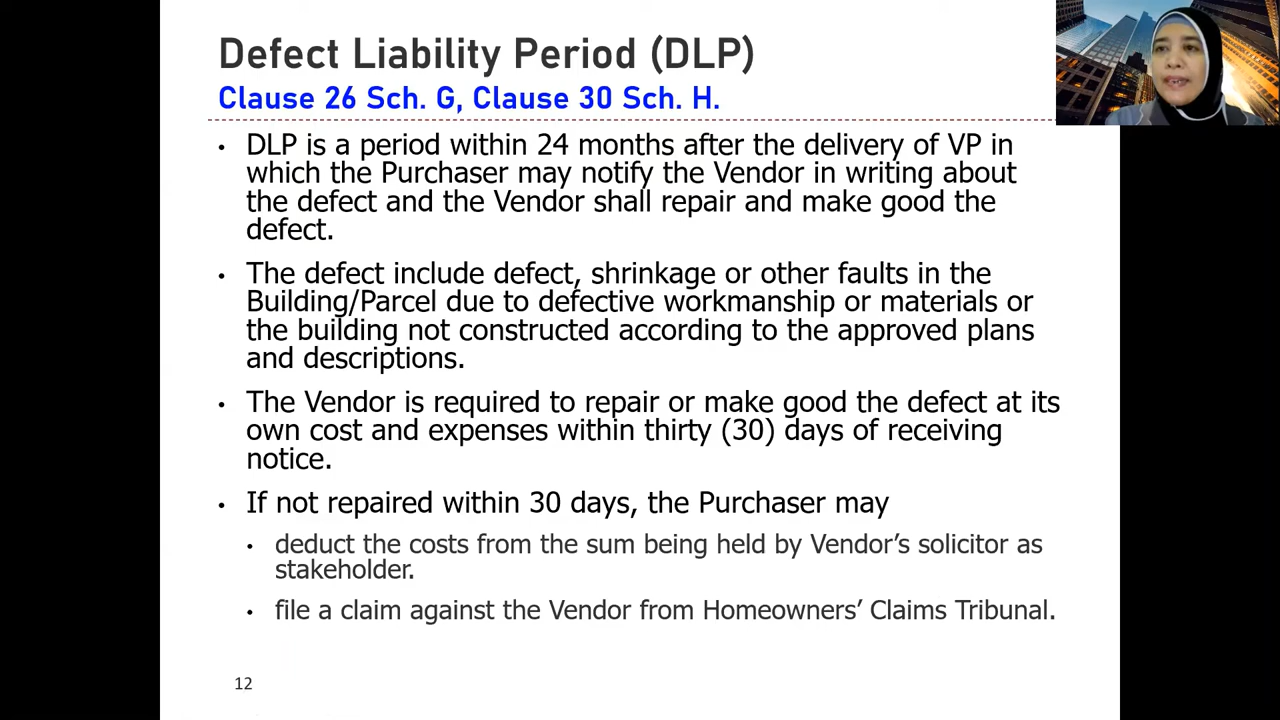 Defect Liability Period (DLP)
Clause 26 Sch. G, Clause 30 Sch. H.
• DLP is a period within 24 months after the delivery of VP in
which the Purchaser may notify the Vendor in writing about
the defect and the Vendor shall repair and make good the
defect.
• The defect include defect, shrinkage or other faults in the
Building/Parcel due to defective workmanship or materials or
the building not constructed according to the approved plans
and descriptions.
• The Vendor is required to repair or make good the defect at its
own cost and expenses within thirty (30) days of receiving
notice.
• If not repaired within 30 days, the Purchaser may
• deduct the costs from the sum being held by Vendor’s solicitor as
stakeholder.
• file a claim against the Vendor from Homeowners’ Claims Tribunal.
12